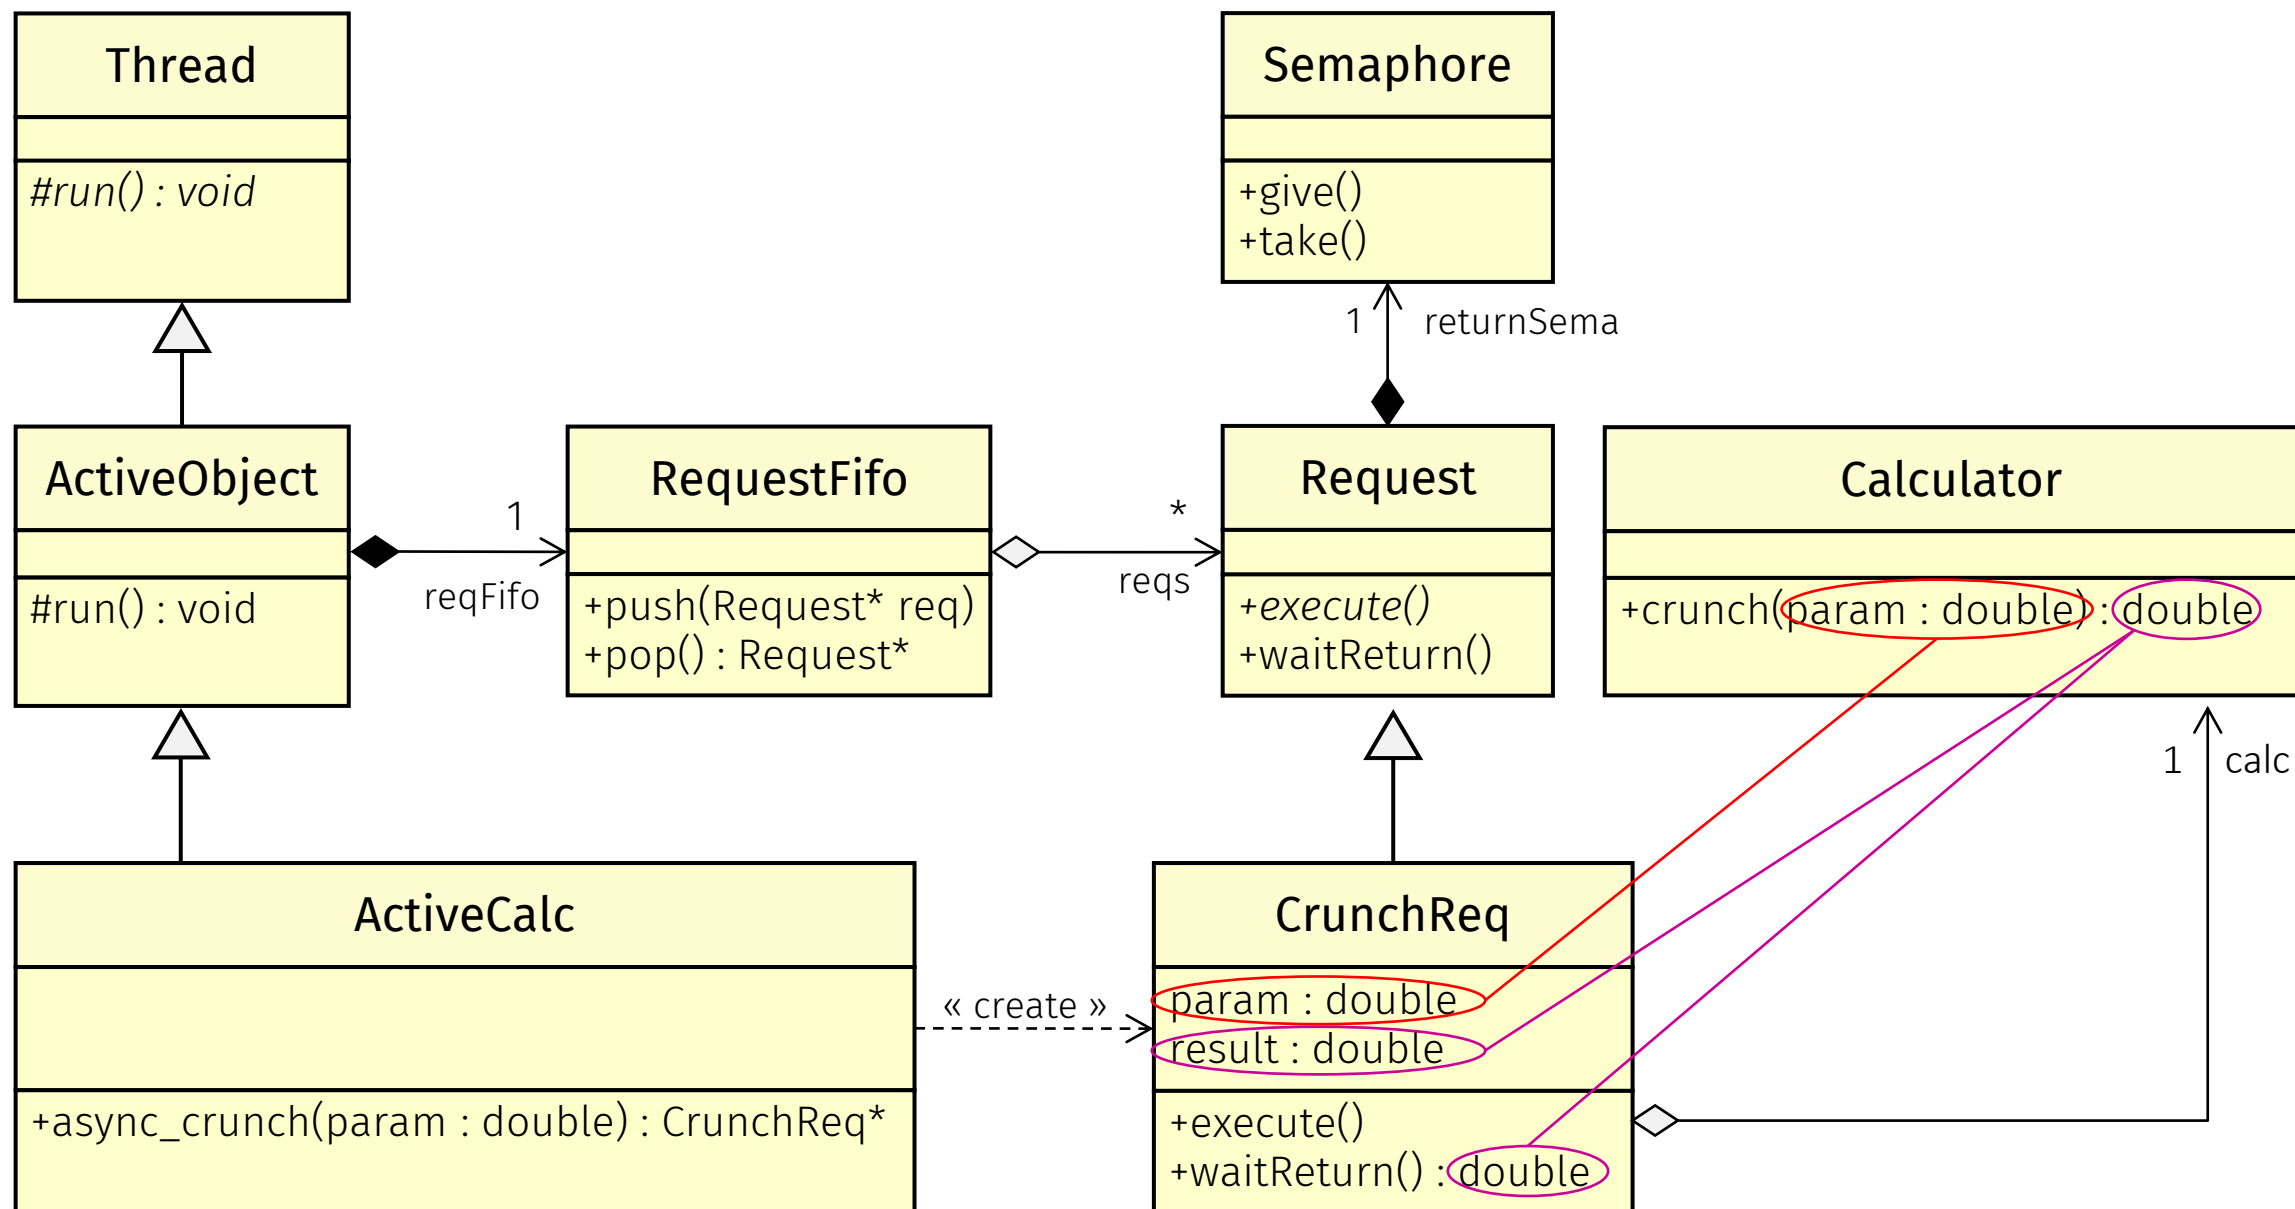 Thread
#run() : void
Semaphore
+give()
+take()
1
returnSema
ActiveObject
#run() : void
1
reqFifo
RequestFifo
+push(Request* req)
+pop() : Request*
*
reqs
Request
+execute()
+waitReturn()
Calculator
+crunch(param : double) : double
1
calc
ActiveCalc
+async_crunch(param : double) : CrunchReq*
« create »
CrunchReq
param : double
result : double
+execute()
+waitReturn() : double